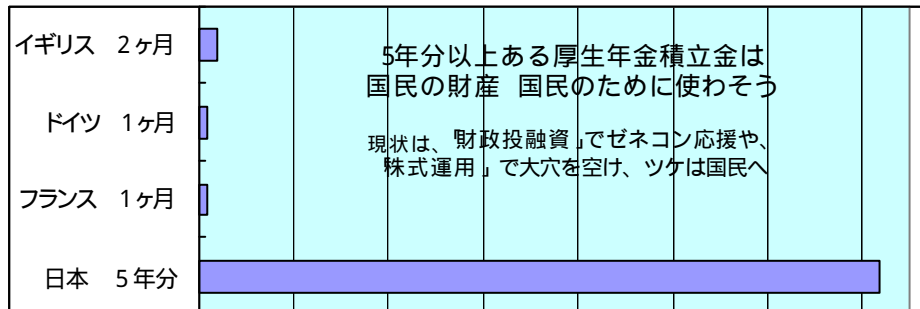 イギリス 2ヶ月
5年分以上ある厚生年金積立金は
国民の財産 国民のために使わそう
ドイツ 1ヶ月
現状は、「財政投融資」でゼネコン応援や、
「株式運用」で大穴を空け、ツケは国民へ
フランス 1ヶ月
日本 5年分